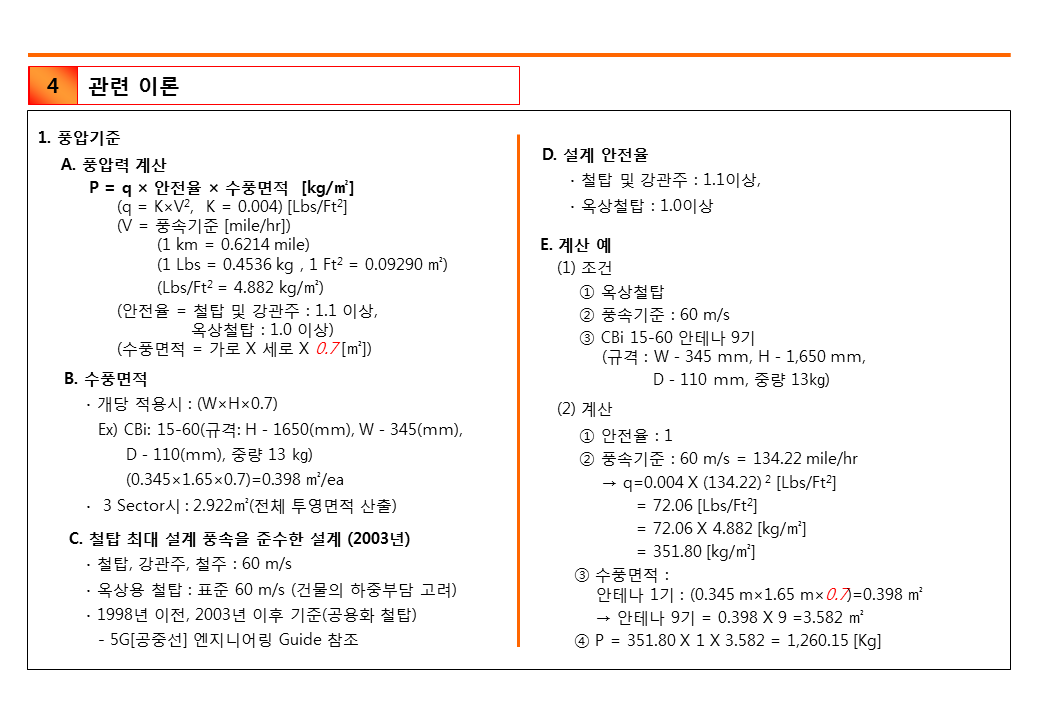 4 관련 이론
1. 풍압기준
A. 풍압력 계산
P = q × 안전율 × 수풍면적 [kg/㎡]
(q = K×V², K = 0.004) [Lbs/Ft²]
(V = 풍속기준 [mile/hr])
(1 km = 0.6214 mile)
(1 Lbs = 0.4536 kg , 1 Ft² = 0.09290 ㎡)
(Lbs/Ft² = 4.882 kg/㎡)
(안전율 = 철탑 및 강관주 : 1.1 이상,
옥상철탑 : 1.0 이상)
(수풍면적 = 가로 X 세로 X 0.7 [㎡])
B. 수풍면적
· 개당 적용시 : (W×H×0.7)
Ex) CBi: 15-60(규격: H - 1650(mm), W - 345(mm),
D - 110(mm), 중량 13 kg)
(0.345×1.65×0.7)=0.398 ㎡/ea
· 3 Sector시 : 2.922㎡(전체 투영면적 산출)
C. 철탑 최대 설계 풍속을 준수한 설계 (2003년)
· 철탑, 강관주, 철주 : 60 m/s
· 옥상용 철탑 : 표준 60 m/s (건물의 하중부담 고려)
· 1998년 이전, 2003년 이후 기준(공용화 철탑)
- 5G[공중선] 엔지니어링 Guide 참조
D. 설계 안전율
· 철탑 및 강관주 : 1.1이상,
· 옥상철탑 : 1.0이상
E. 계산 예
(1) 조건
① 옥상철탑
② 풍속기준 : 60 m/s
③ CBi 15-60 안테나 9기
(규격 : W - 345 mm, H - 1,650 mm,
D - 110 mm, 중량 13kg)
(2) 계산
① 안전율 : 1
② 풍속기준 : 60 m/s = 134.22 mile/hr
→ q=0.004 X (134.22) ² [Lbs/Ft²]
= 72.06 [Lbs/Ft²]
= 72.06 X 4.882 [kg/㎡]
= 351.80 [kg/㎡]
③ 수풍면적 :
안테나 1기 : (0.345 m×1.65 m×0.7)=0.398 ㎡
→ 안테나 9기 = 0.398 X 9 =3.582 ㎡
④ P = 351.80 X 1 X 3.582 = 1,260.15 [Kg]